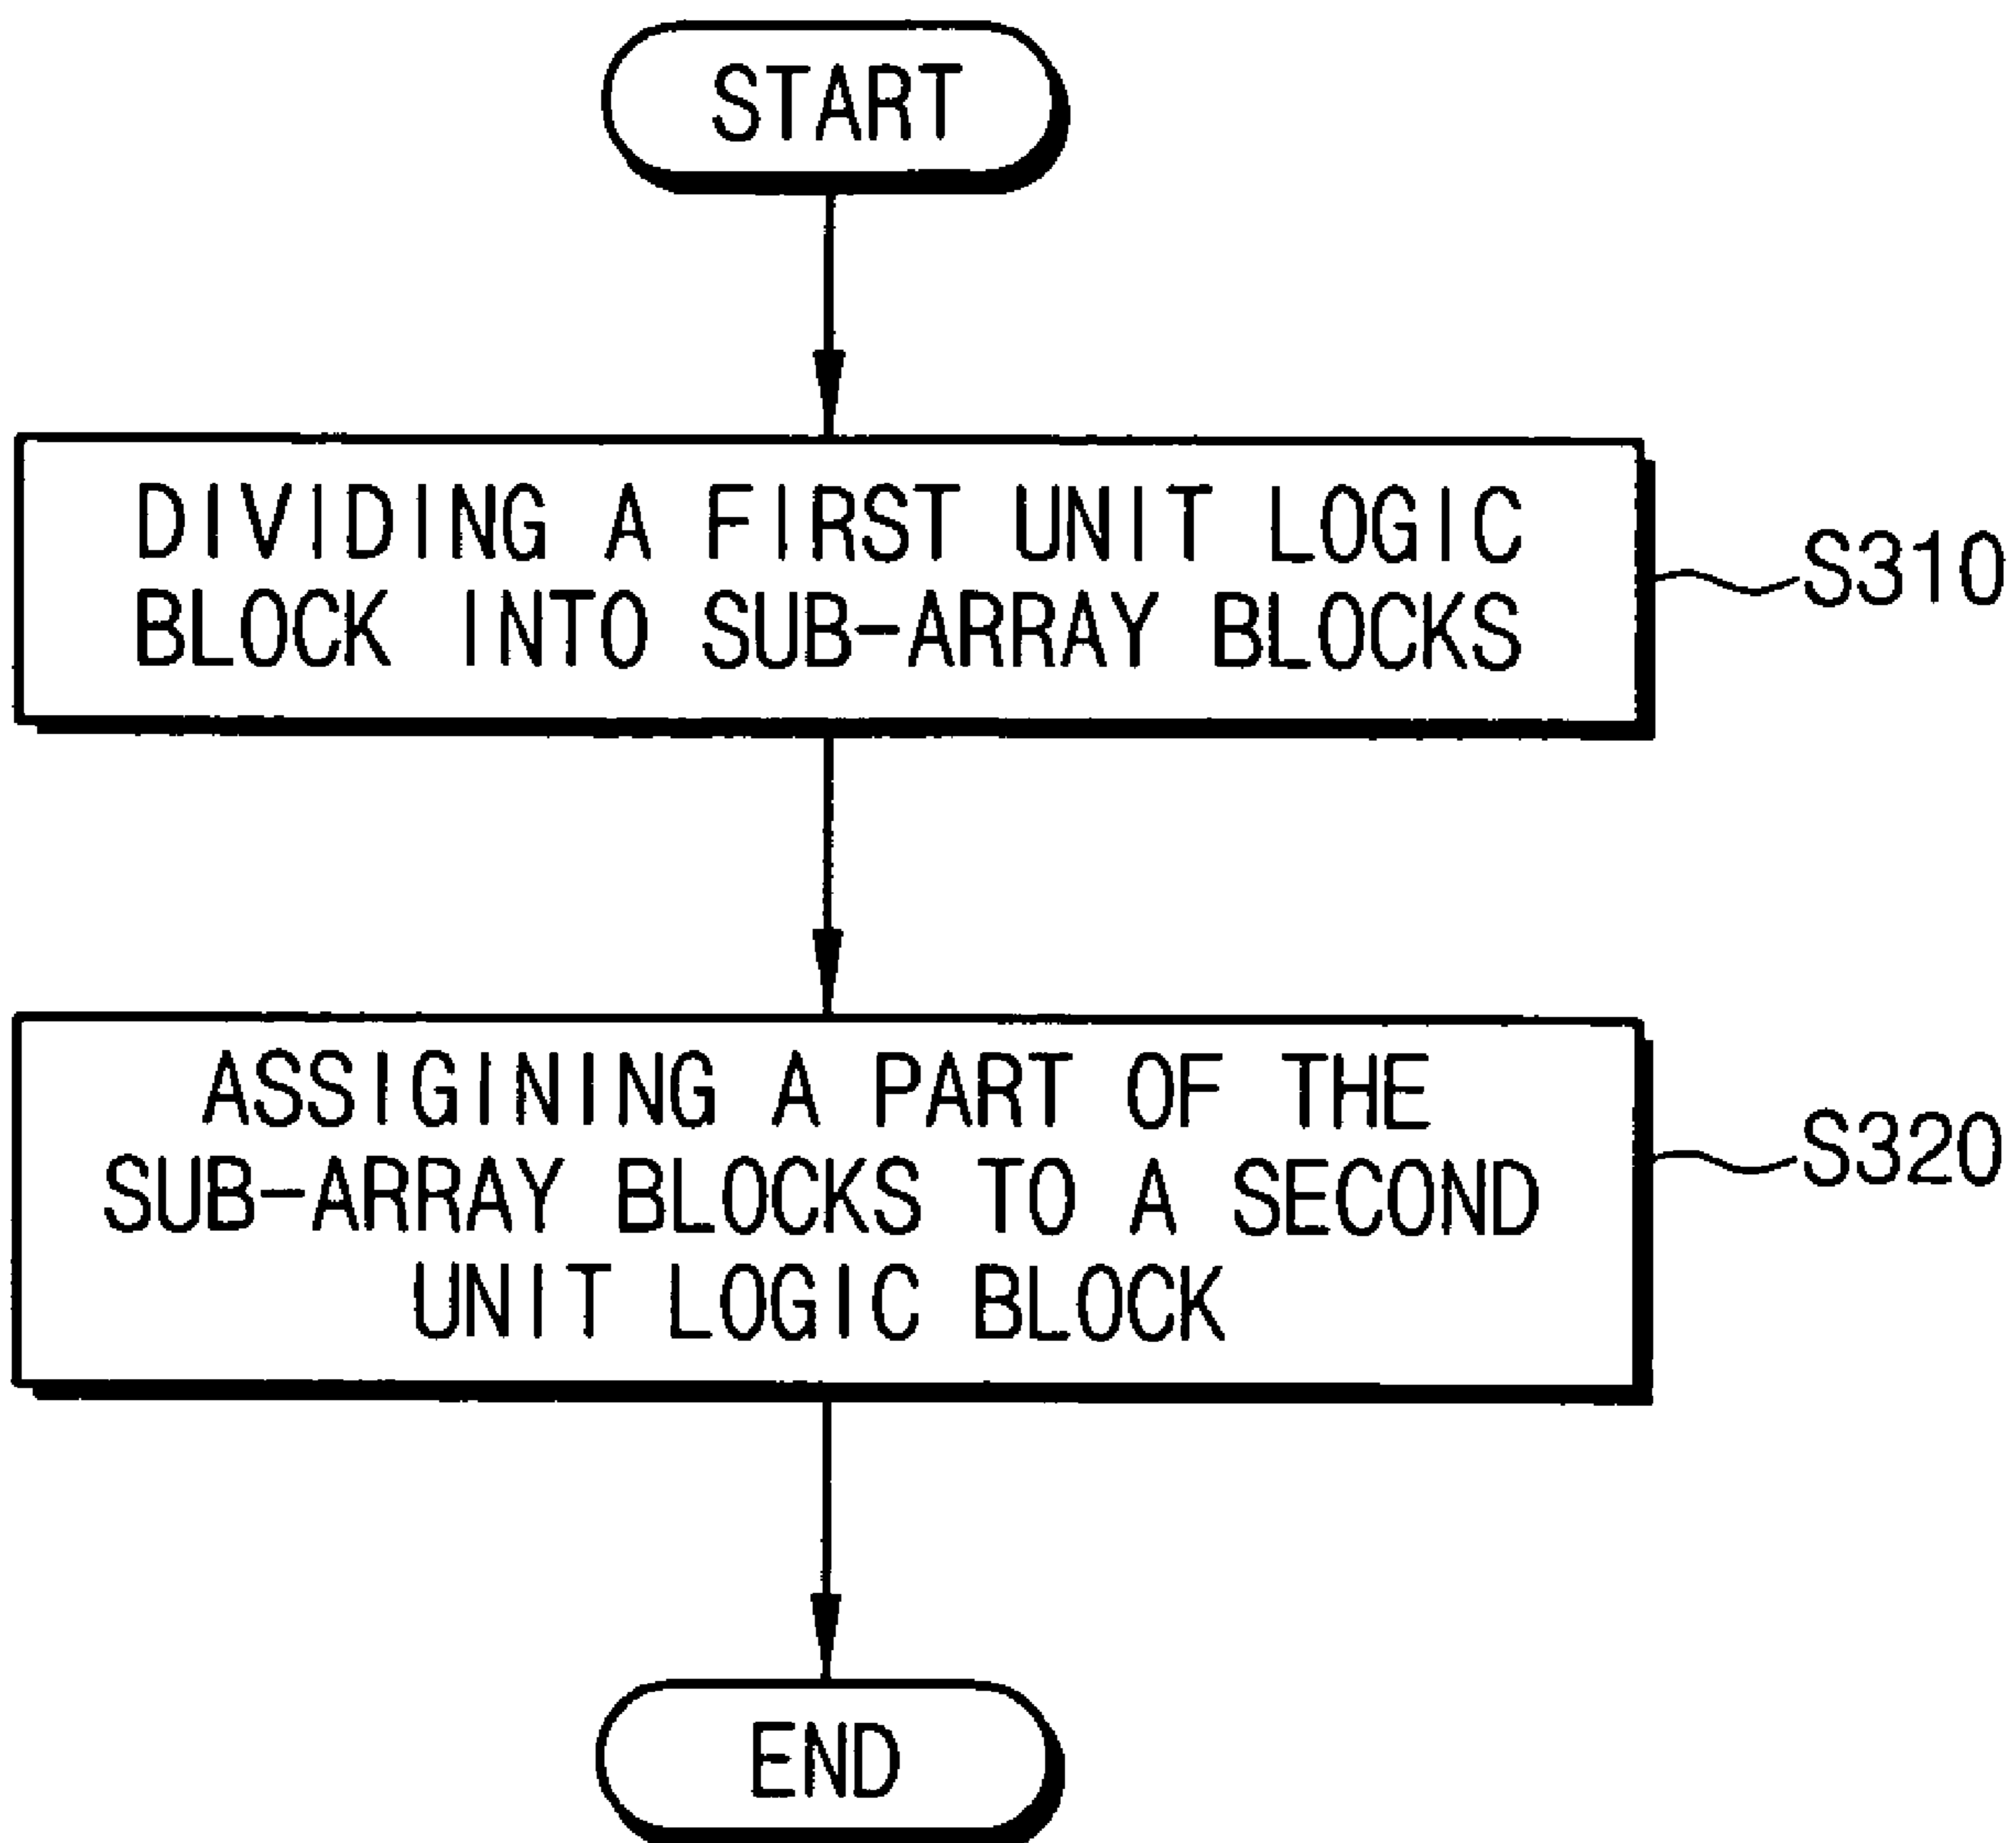 START
DIVIDING A FIRST UNIT LOGIC
BLOCK INTO SUB-ARRAY BLOCKS
S310
ASSIGINING A PART OF THE
SUB-ARRAY BLOCKS TO A SECOND
UNIT LOGIC BLOCK
S320
END